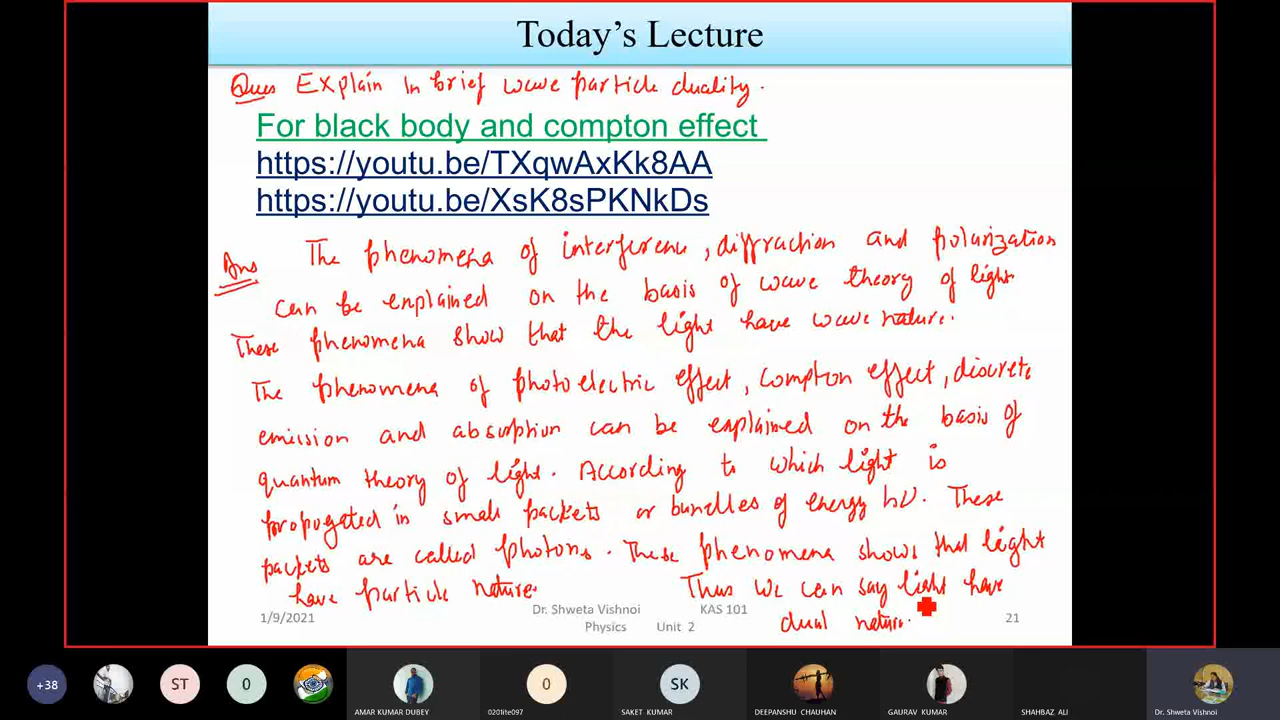 Today's Lecture
Ques Explain in brief wave particle duality.
For black body and compton effect
https://youtu.be/TXqwAxKk8AA
https://youtu.be/XsK8sPKNkDs
Ans The phenomena of interference, diffraction and polarization
can be explained on the basis of wave theory of light
These phenomena show that the light have wave nature.
The phenomena of photoelectric effect, compton effect, discrete
emission and absorption can be explained on the basis of
quantum theory of light. According to which light is
propogated in small packets or bundles of energy hν. These
packets are called photons. These phenomena shows that light
have particle nature. Thus we can say light have
dual nature.
1/9/2021 Dr. Shweta Vishnoi KAS 101 21
Physics Unit 2
+38 ST 0 0 SK
AMAR KUMAR DUBEY 0201ite097 SAKET KUMAR DEEPANSHU CHAUHAN GAURAV KUMAR SHAHBAZ ALI Dr. Shweta Vishnoi